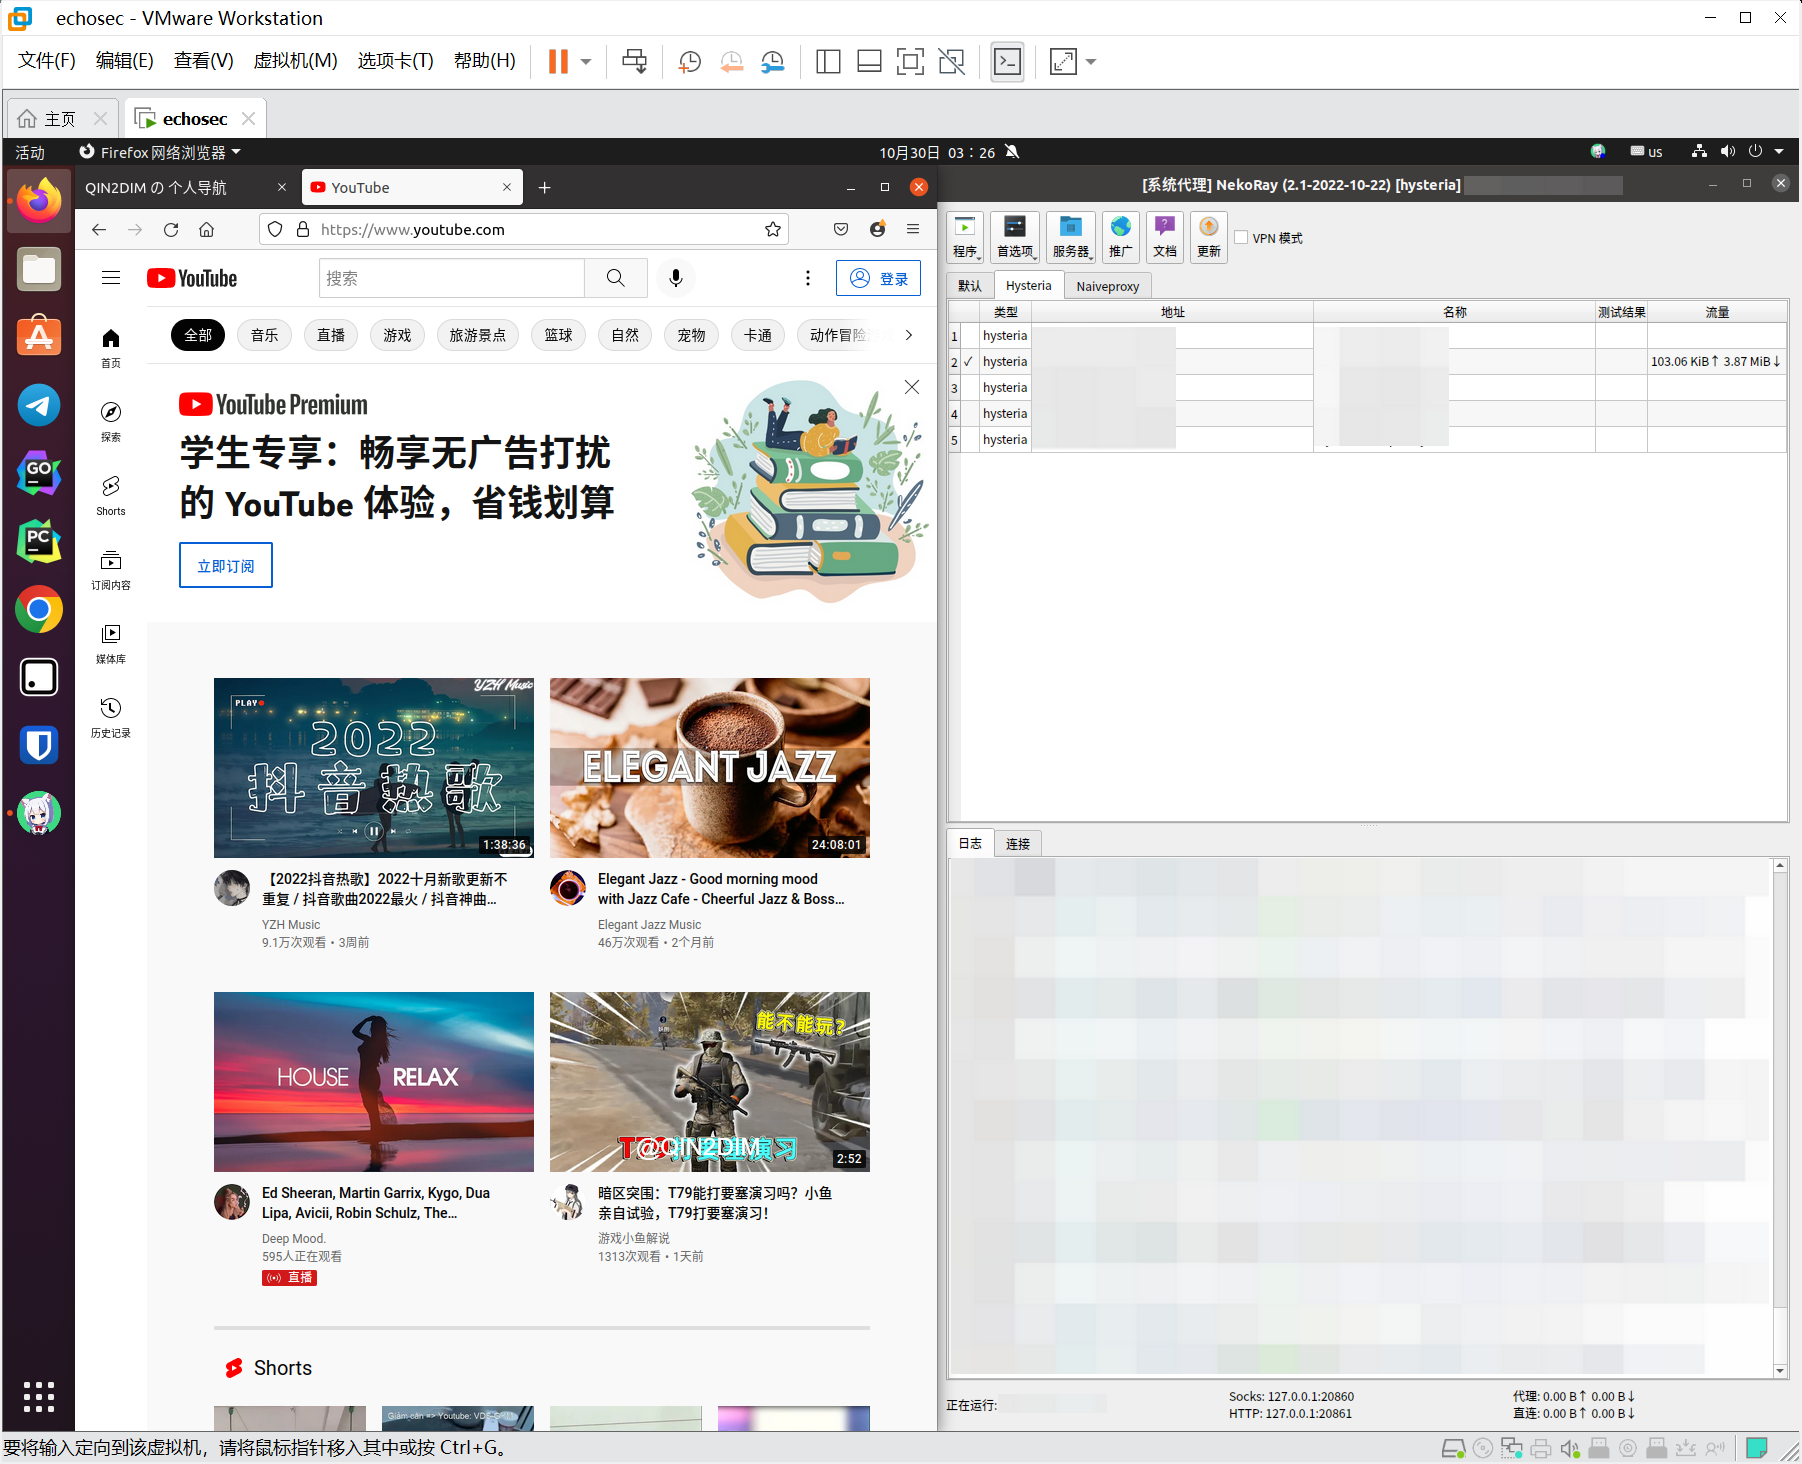 echosec - VMware Workstation
文件(F) 编辑(E) 查看(V) 虚拟机(M) 选项卡(T) 帮助(H)
主页
echosec
活动
Firefox 网络浏览器
10月30日 03：26
us
QIN2DIM の 个人导航
YouTube
https://www.youtube.com
YouTube
搜索
登录
全部 音乐 直播 游戏 旅游景点 篮球 自然 宠物 卡通 动作冒险
首页
探索
Shorts
订阅内容
媒体库
历史记录
YouTube Premium
学生专享：畅享无广告打扰
的 YouTube 体验，省钱划算
立即订阅
YZH Music
PLAY
2022
抖音热歌
1:38:36
ELEGANT JAZZ
24:08:01
【2022抖音热歌】2022十月新歌更新不
重复 / 抖音歌曲2022最火 / 抖音神曲...
YZH Music
9.1万次观看 • 3周前
Elegant Jazz - Good morning mood
with Jazz Cafe - Cheerful Jazz & Boss...
Elegant Jazz Music
46万次观看 • 2个月前
HOUSE RELAX
能不能玩？
@QIN2DIM
演习
2:52
Ed Sheeran, Martin Garrix, Kygo, Dua
Lipa, Avicii, Robin Schulz, The...
Deep Mood.
595人正在观看
直播
暗区突围：T79能打要塞演习吗？小鱼
亲自试验，T79打要塞演习！
游戏小鱼解说
1313次观看 • 1天前
Shorts
[系统代理] NekoRay (2.1-2022-10-22) [hysteria]
程序 首选项 服务器 推广 文档 更新
VPN 模式
默认 Hysteria Naiveproxy
类型 地址 名称 测试结果 流量
1 hysteria
2 ✓ hysteria 103.06 KiB↑ 3.87 MiB↓
3 hysteria
4 hysteria
5 hysteria
日志 连接
正在运行:
Socks: 127.0.0.1:20860
HTTP: 127.0.0.1:20861
代理: 0.00 B↑ 0.00 B↓
直连: 0.00 B↑ 0.00 B↓
要将输入定向到该虚拟机，请将鼠标指针移入其中或按 Ctrl+G。